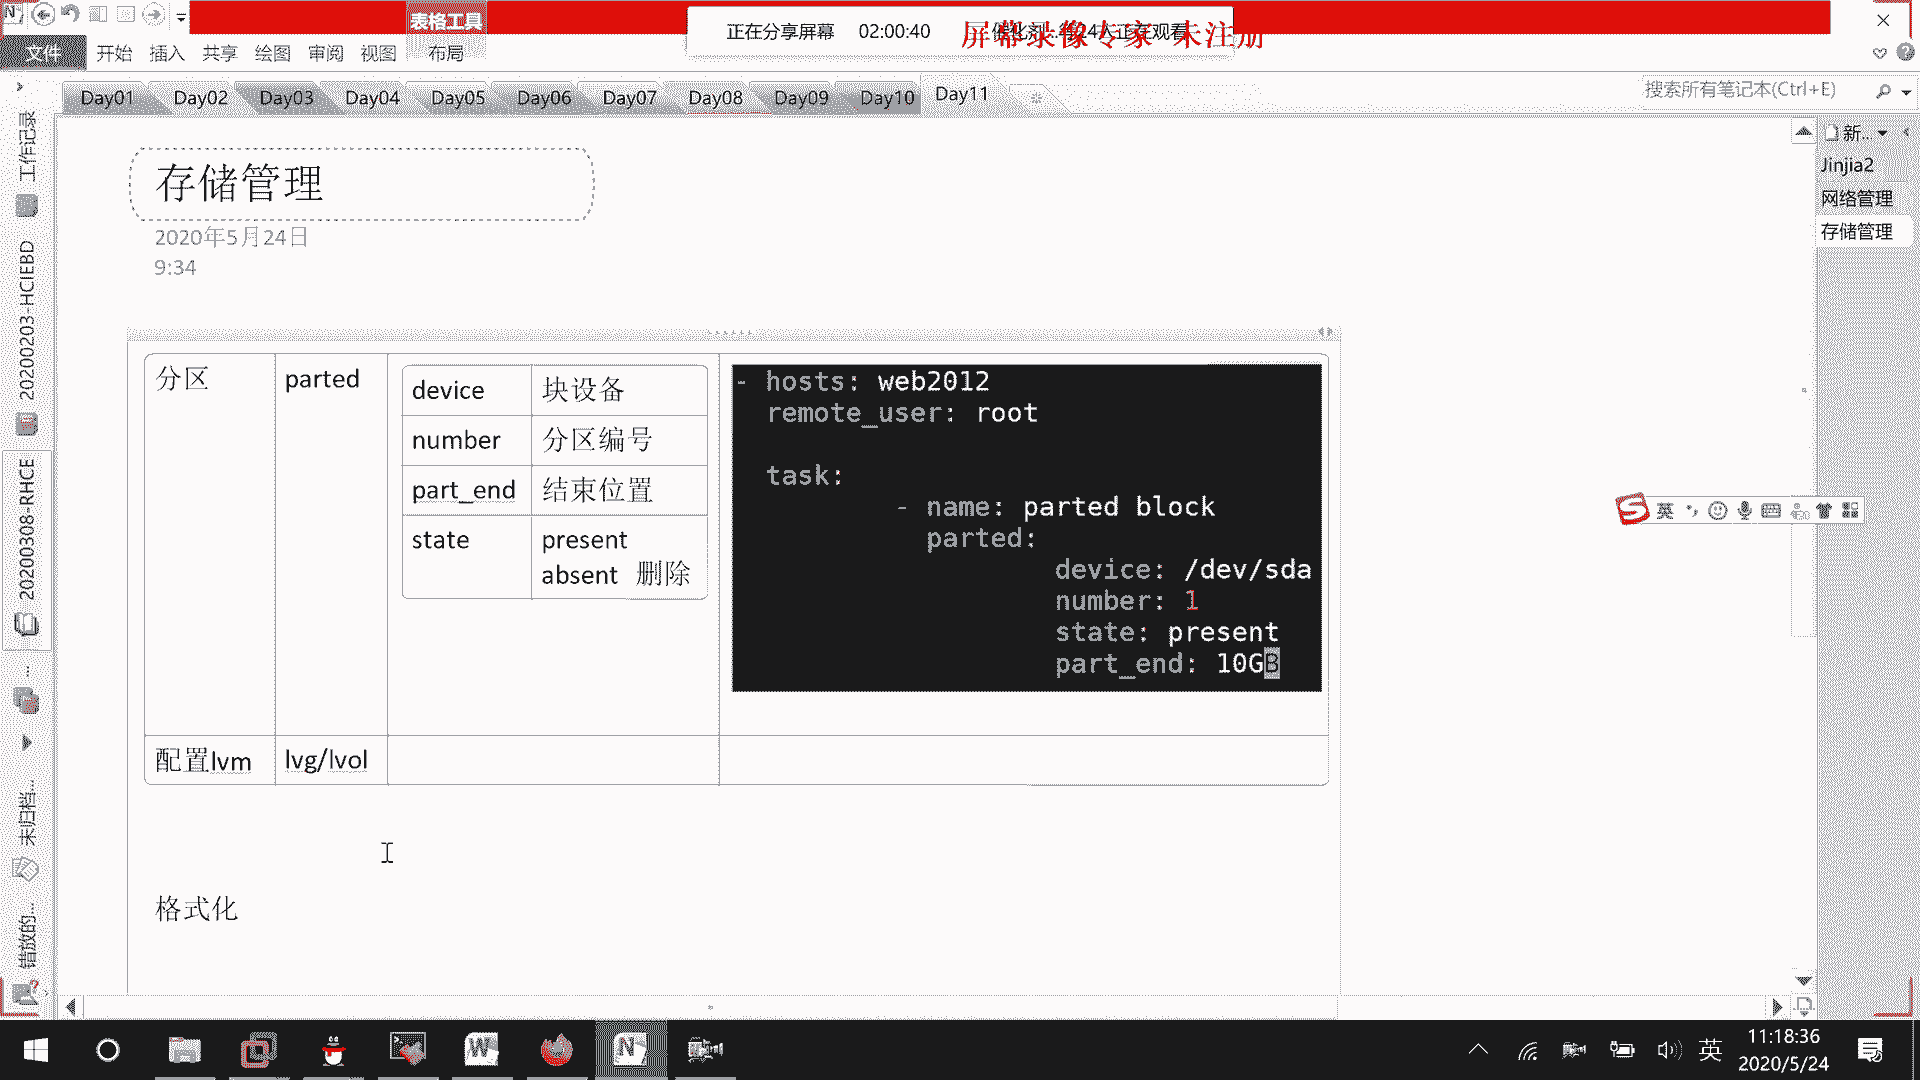 表格工具
正在分享屏幕 02:00:40
屏幕录像专家 未注册
文件 开始 插入 共享 绘图 审阅 视图 布局
Day01 Day02 Day03 Day04 Day05 Day06 Day07 Day08 Day09 Day10 Day11
搜索所有笔记本(Ctrl+E)
工作记录
20200203-HCIEBD
20200308-RHCE
...
未归档...
错放的...
新...
Jinjia2
网络管理
存储管理
存储管理
2020年5月24日
9:34
分区 parted
device 块设备
number 分区编号
part_end 结束位置
state present
absent 删除
- hosts: web2012
remote_user: root
task:
- name: parted block
parted:
device: /dev/sda
number: 1
state: present
part_end: 10GB
配置lvm lvg/lvol
格式化
英
英
11:18:36
2020/5/24